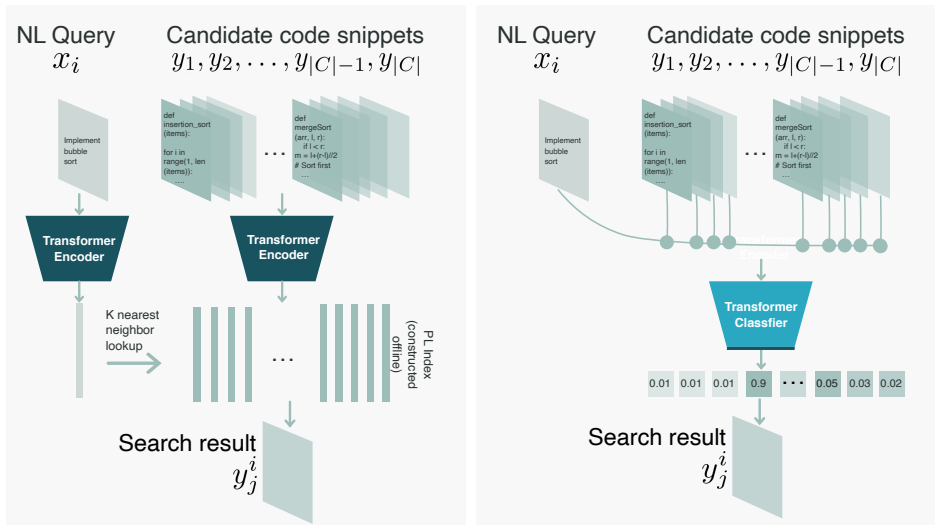 NL Query
x_i
Candidate code snippets
y_1, y_2, . . . , y_{|C|-1}, y_{|C|}
Implement
bubble
sort
def
insertion_sort
(items):
for i in
range(1, len
(items)):
....
...
def
mergeSort
(arr, l, r):
if l < r:
m = l+(r-l)//2
# Sort first
...
Transformer
Encoder
Transformer
Encoder
K nearest
neighbor
lookup
...
PL Index
(constructed
offline)
Search result
y_j^i
NL Query
x_i
Candidate code snippets
y_1, y_2, . . . , y_{|C|-1}, y_{|C|}
Implement
bubble
sort
def
insertion_sort
(items):
for i in
range(1, len
(items)):
....
...
def
mergeSort
(arr, l, r):
if l < r:
m = l+(r-l)//2
# Sort first
...
Transformer
Classfier
0.01 0.01 0.01 0.9 ... 0.05 0.03 0.02
Search result
y_j^i